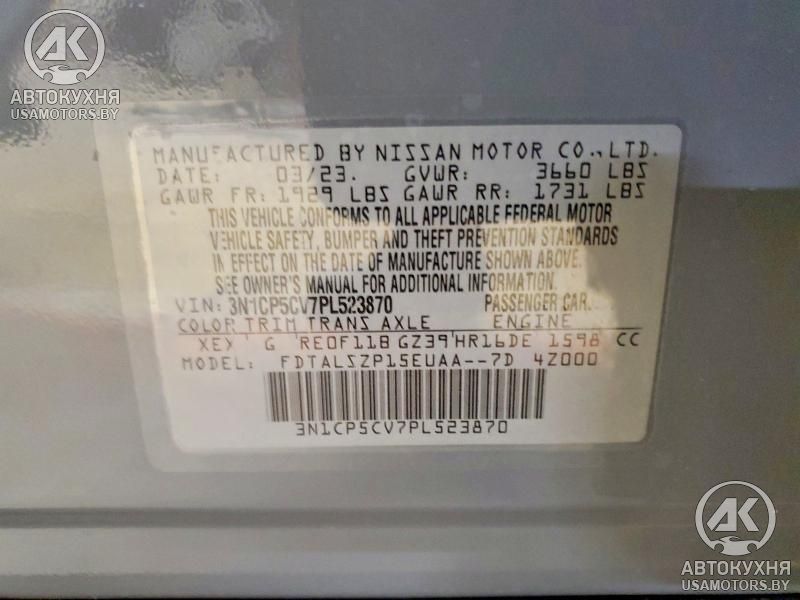 AK
АВТОКУХНЯ
USAMOTORS.BY
MANUFACTURED BY NISSAN MOTOR CO., LTD.
DATE: 03/23. GVWR: 3660 LBS
GAWR FR: 1929 LBS GAWR RR: 1731 LBS
THIS VEHICLE CONFORMS TO ALL APPLICABLE FEDERAL MOTOR
VEHICLE SAFETY, BUMPER AND THEFT PREVENTION STANDARDS
IN EFFECT ON THE DATE OF MANUFACTURE SHOWN ABOVE.
SEE OWNER'S MANUAL FOR ADDITIONAL INFORMATION.
VIN: 3N1CP5CV7PL523870 PASSENGER CAR.
COLOR TRIM TRANS AXLE ENGINE
XEY G RE0F11B GZ39 HR16DE 1598 CC
MODEL: FDTALSZP15EUAA--7D 4Z000
3N1CP5CV7PL523870
AK
АВТОКУХНЯ
USAMOTORS.BY